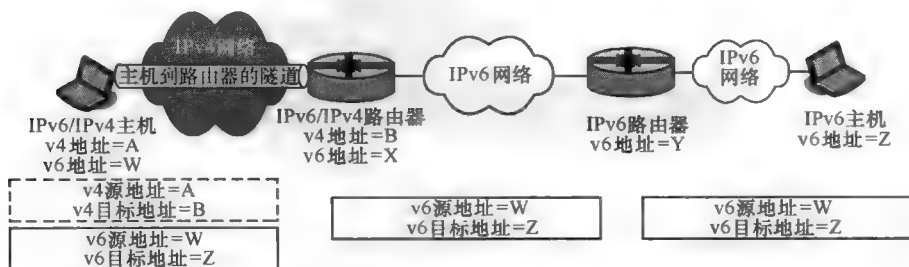 IPv4网络
主机到路由器的隧道
IPv6网络
IPv6
网络
IPv6/IPv4主机
v4地址=A
v6地址=W
IPv6/IPv4路由器
v4地址=B
v6地址=X
IPv6路由器
v6地址=Y
IPv6主机
v6地址=Z
v4源地址=A
v4目标地址=B
v6源地址=W
v6目标地址=Z
v6源地址=W
v6目标地址=Z
v6源地址=W
v6目标地址=Z